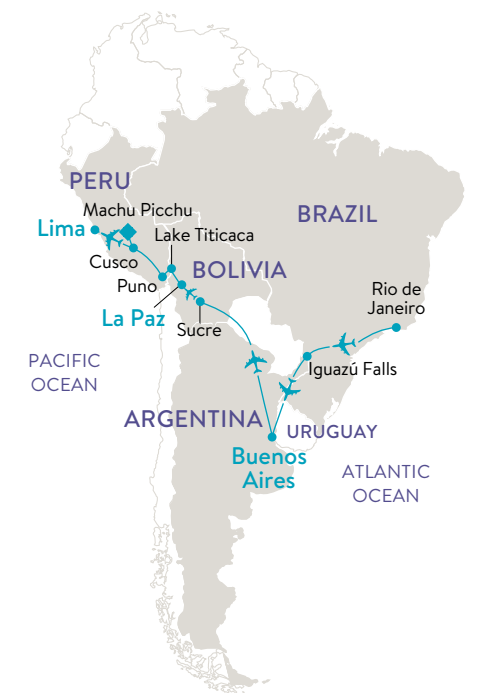 PERU
Machu Picchu
BRAZIL
Lima
Lake Titicaca
Cusco
BOLIVIA
Puno
Rio de
Janeiro
La Paz
Sucre
PACIFIC
OCEAN
Iguazú Falls
ARGENTINA
URUGUAY
Buenos
Aires
ATLANTIC
OCEAN